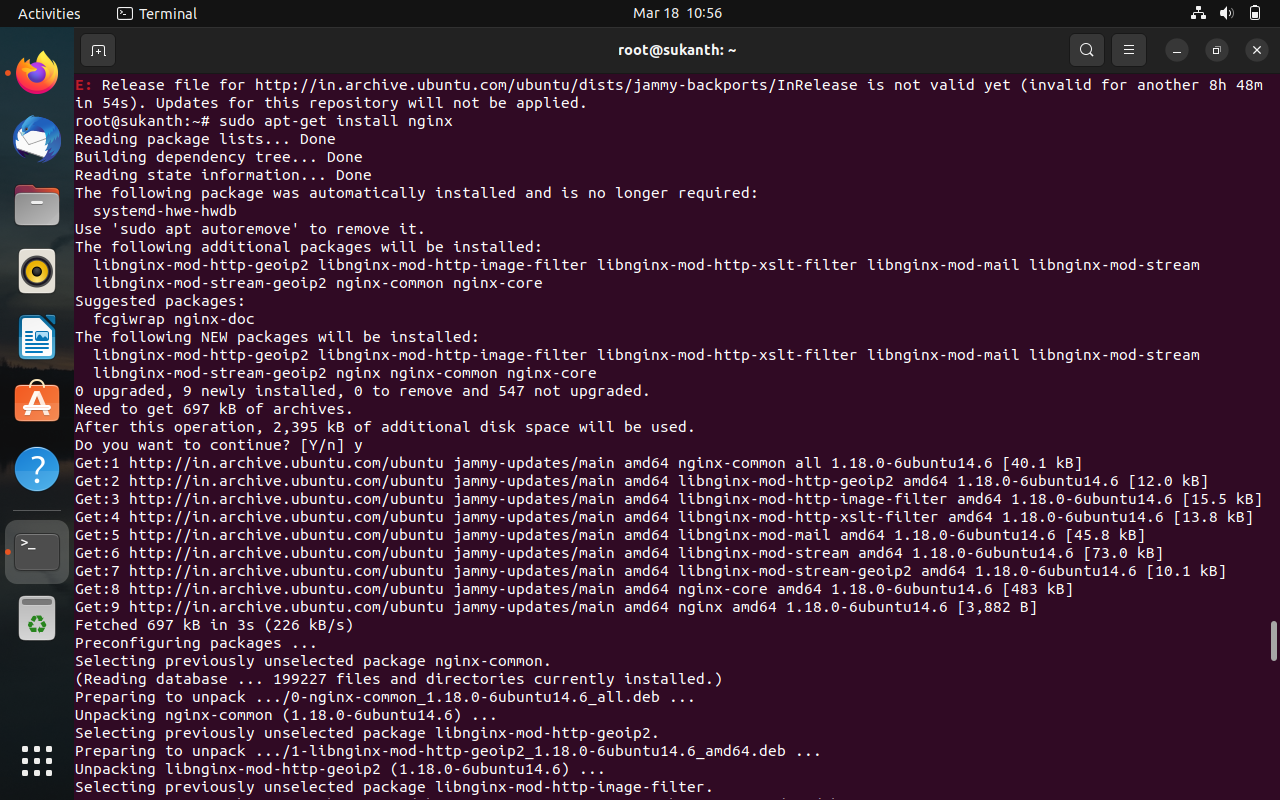 Activities
Terminal
Mar 18 10:56
root@sukanth: ~
E: Release file for http://in.archive.ubuntu.com/ubuntu/dists/jammy-backports/InRelease is not valid yet (invalid for another 8h 48m
in 54s). Updates for this repository will not be applied.
root@sukanth:~# sudo apt-get install nginx
Reading package lists... Done
Building dependency tree... Done
Reading state information... Done
The following package was automatically installed and is no longer required:
  systemd-hwe-hwdb
Use 'sudo apt autoremove' to remove it.
The following additional packages will be installed:
  libnginx-mod-http-geoip2 libnginx-mod-http-image-filter libnginx-mod-http-xslt-filter libnginx-mod-mail libnginx-mod-stream
  libnginx-mod-stream-geoip2 nginx-common nginx-core
Suggested packages:
  fcgiwrap nginx-doc
The following NEW packages will be installed:
  libnginx-mod-http-geoip2 libnginx-mod-http-image-filter libnginx-mod-http-xslt-filter libnginx-mod-mail libnginx-mod-stream
  libnginx-mod-stream-geoip2 nginx nginx-common nginx-core
0 upgraded, 9 newly installed, 0 to remove and 547 not upgraded.
Need to get 697 kB of archives.
After this operation, 2,395 kB of additional disk space will be used.
Do you want to continue? [Y/n] y
Get:1 http://in.archive.ubuntu.com/ubuntu jammy-updates/main amd64 nginx-common all 1.18.0-6ubuntu14.6 [40.1 kB]
Get:2 http://in.archive.ubuntu.com/ubuntu jammy-updates/main amd64 libnginx-mod-http-geoip2 amd64 1.18.0-6ubuntu14.6 [12.0 kB]
Get:3 http://in.archive.ubuntu.com/ubuntu jammy-updates/main amd64 libnginx-mod-http-image-filter amd64 1.18.0-6ubuntu14.6 [15.5 kB]
Get:4 http://in.archive.ubuntu.com/ubuntu jammy-updates/main amd64 libnginx-mod-http-xslt-filter amd64 1.18.0-6ubuntu14.6 [13.8 kB]
Get:5 http://in.archive.ubuntu.com/ubuntu jammy-updates/main amd64 libnginx-mod-mail amd64 1.18.0-6ubuntu14.6 [45.8 kB]
Get:6 http://in.archive.ubuntu.com/ubuntu jammy-updates/main amd64 libnginx-mod-stream amd64 1.18.0-6ubuntu14.6 [73.0 kB]
Get:7 http://in.archive.ubuntu.com/ubuntu jammy-updates/main amd64 libnginx-mod-stream-geoip2 amd64 1.18.0-6ubuntu14.6 [10.1 kB]
Get:8 http://in.archive.ubuntu.com/ubuntu jammy-updates/main amd64 nginx-core amd64 1.18.0-6ubuntu14.6 [483 kB]
Get:9 http://in.archive.ubuntu.com/ubuntu jammy-updates/main amd64 nginx amd64 1.18.0-6ubuntu14.6 [3,882 B]
Fetched 697 kB in 3s (226 kB/s)
Preconfiguring packages ...
Selecting previously unselected package nginx-common.
(Reading database ... 199227 files and directories currently installed.)
Preparing to unpack .../0-nginx-common_1.18.0-6ubuntu14.6_all.deb ...
Unpacking nginx-common (1.18.0-6ubuntu14.6) ...
Selecting previously unselected package libnginx-mod-http-geoip2.
Preparing to unpack .../1-libnginx-mod-http-geoip2_1.18.0-6ubuntu14.6_amd64.deb ...
Unpacking libnginx-mod-http-geoip2 (1.18.0-6ubuntu14.6) ...
Selecting previously unselected package libnginx-mod-http-image-filter.